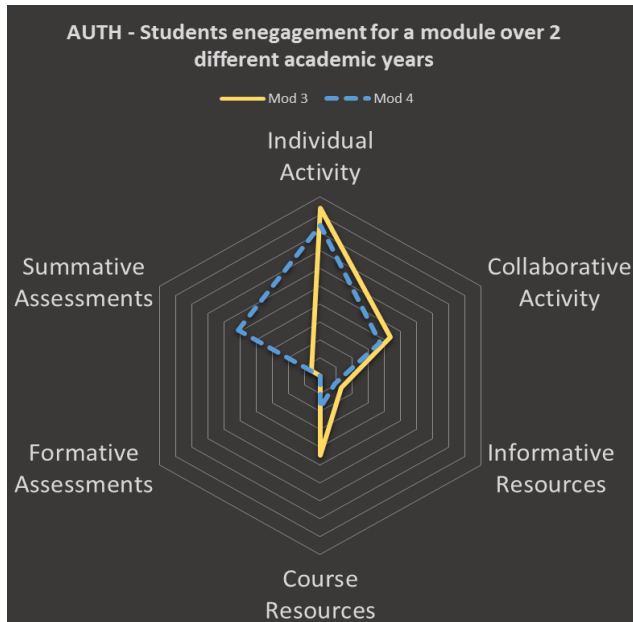 AUTH - Students enegagement for a module over 2
different academic years
Mod 3
Mod 4
Individual
Activity
Summative
Assessments
Collaborative
Activity
Formative
Assessments
Informative
Resources
Course
Resources